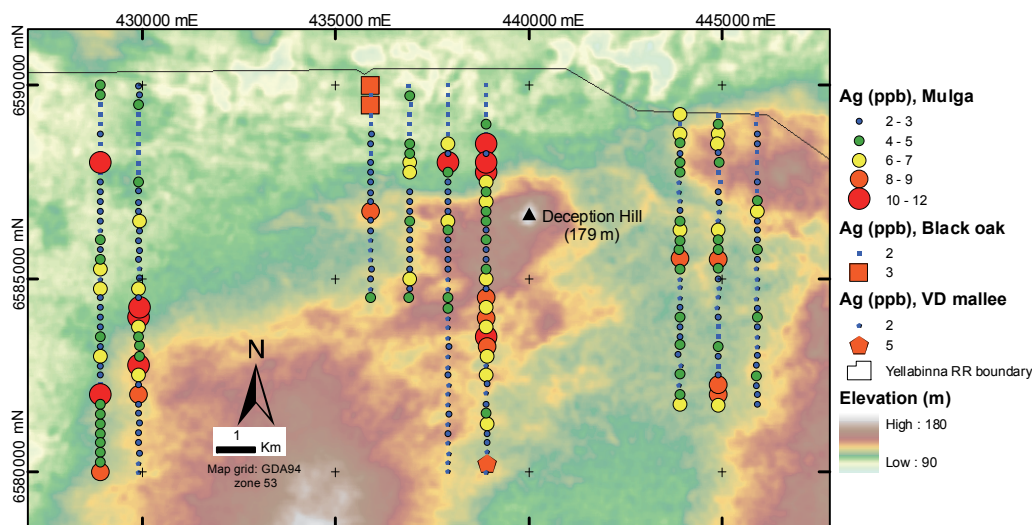 430000 mE 435000 mE 440000 mE 445000 mE
6590000 mN
6585000 mN
6580000 mN
Deception Hill
(179 m)
N
1
Km
Map grid: GDA94
zone 53
Ag (ppb), Mulga
2 - 3
4 - 5
6 - 7
8 - 9
10 - 12
Ag (ppb), Black oak
2
3
Ag (ppb), VD mallee
2
5
Yellabinna RR boundary
Elevation (m)
High : 180
Low : 90